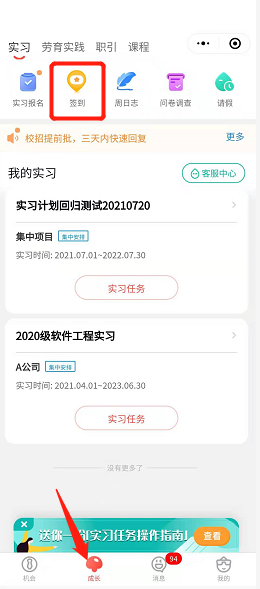 实习 劳育实践 职引 课程
实习报名 签到 周日志 问卷调查 请假
校招提前批，三天内快速回复 更多
我的实习 客服中心
实习计划回归测试20210720
集中项目 集中安排
实习时间: 2021.07.01~2022.07.30
实习任务
2020级软件工程实习
A公司 集中安排
实习时间: 2021.04.01~2023.06.30
实习任务
没有更多了
送你一份实习任务操作指南! 查看
94
机会 成长 消息 我的